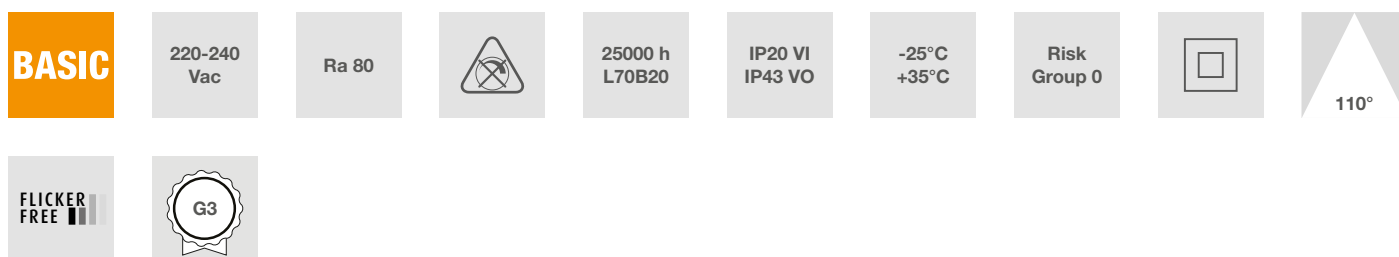 BASIC
220-240
Vac
Ra 80
25000 h
L70B20
IP20 VI
IP43 VO
-25°C
+35°C
Risk
Group 0
110°
FLICKER
FREE
G3